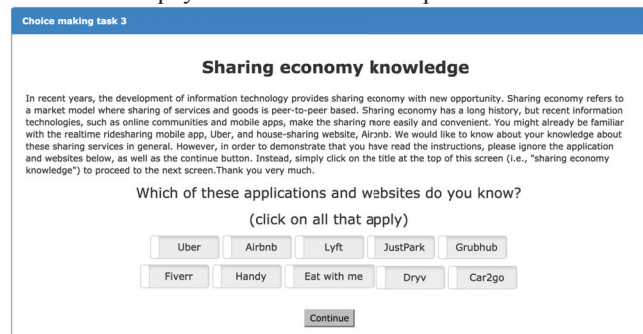 Choice making task 3
Sharing economy knowledge
In recent years, the development of information technology provides sharing economy with new opportunity. Sharing economy refers to
a market model where sharing of services and goods is peer-to-peer based. Sharing economy has a long history, but recent information
technologies, such as online communities and mobile apps, make the sharing more easily and convenient. You might already be familiar
with the realtime ridesharing mobile app, Uber, and house-sharing website, Airbnb. We would like to know about your knowledge about
these sharing services in general. However, in order to demonstrate that you have read the instructions, please ignore the application
and websites below, as well as the continue button. Instead, simply click on the title at the top of this screen (i.e., "sharing economy
knowledge") to proceed to the next screen.Thank you very much.
Which of these applications and websites do you know?
(click on all that apply)
Uber Airbnb Lyft JustPark Grubhub
Fiverr Handy Eat with me Dryv Car2go
Continue